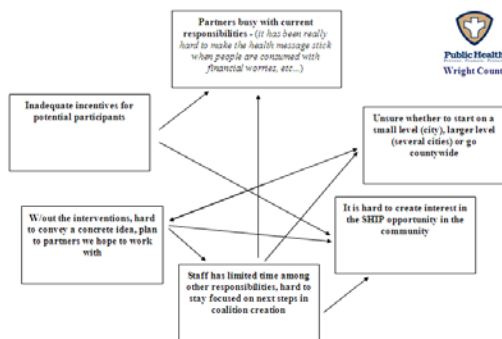 Partners busy with current
responsibilities - (it has been really
hard to make the health message stick
when people are consumed with
financial worries, etc...)
Public Health
Wright Count
Inadequate incentives for
potential participants
Unsure whether to start on a
small level (city), larger level
(several cities) or go
countywide
W/out the interventions, hard
to convey a concrete idea, plan
to partners we hope to work
with
It is hard to create interest in
the SHIP opportunity in the
community
Staff has limited time among
other responsibilities, hard to
stay focused on next steps in
coalition creation